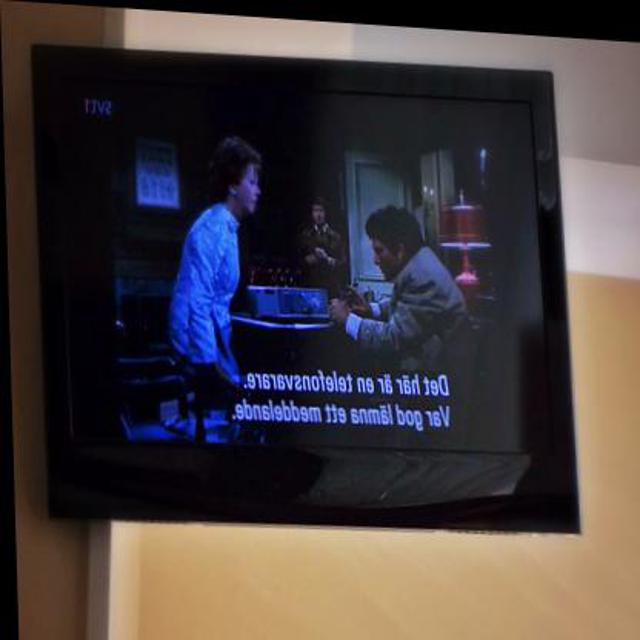 SVT1
Det här är en telefonsvarare.
Var god lämna ett meddelande.